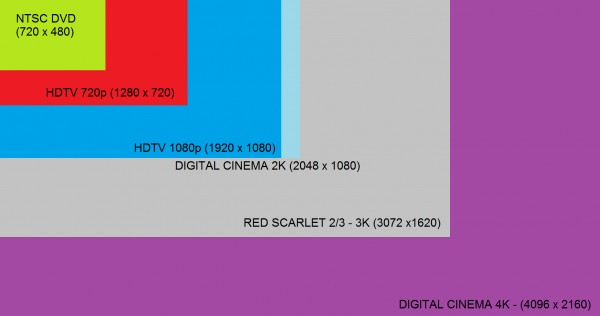 NTSC DVD
(720 x 480)
HDTV 720p (1280 x 720)
HDTV 1080p (1920 x 1080)
DIGITAL CINEMA 2K (2048 x 1080)
RED SCARLET 2/3 - 3K (3072 x1620)
DIGITAL CINEMA 4K - (4096 x 2160)